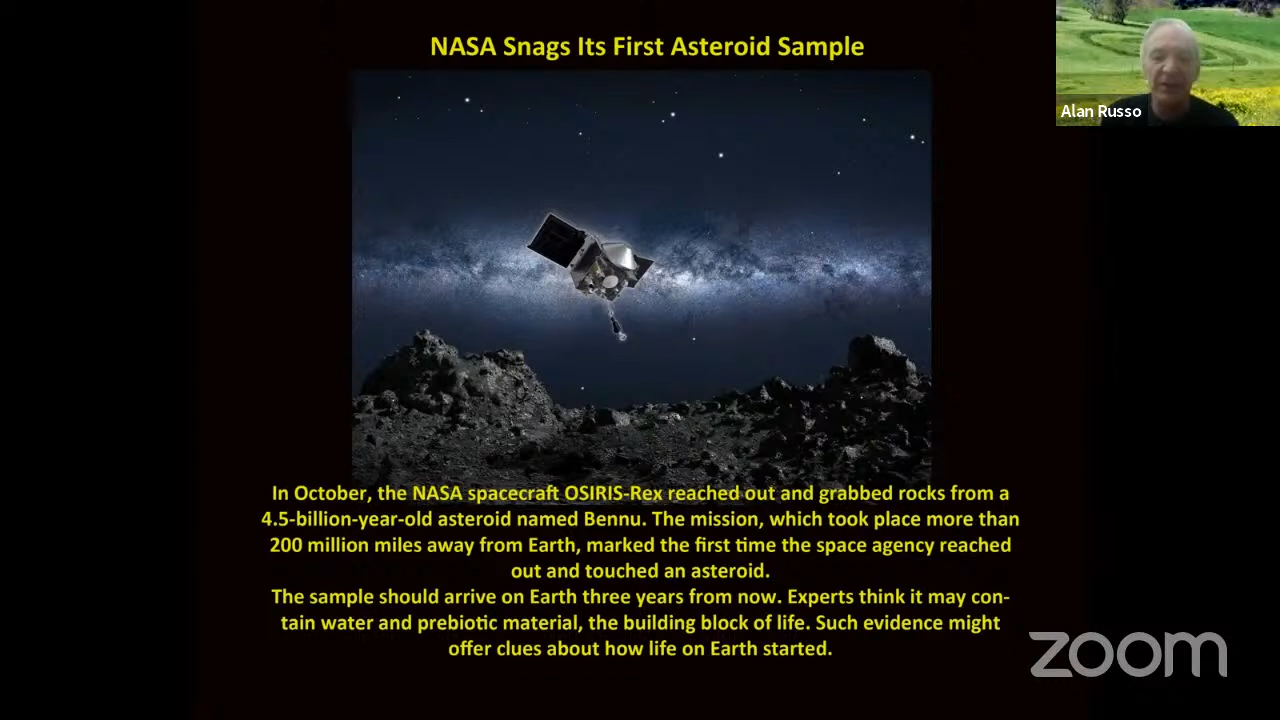 NASA Snags Its First Asteroid Sample
Alan Russo
In October, the NASA spacecraft OSIRIS-Rex reached out and grabbed rocks from a
4.5-billion-year-old asteroid named Bennu. The mission, which took place more than
200 million miles away from Earth, marked the first time the space agency reached
out and touched an asteroid.
The sample should arrive on Earth three years from now. Experts think it may con-
tain water and prebiotic material, the building block of life. Such evidence might
offer clues about how life on Earth started.
zoom